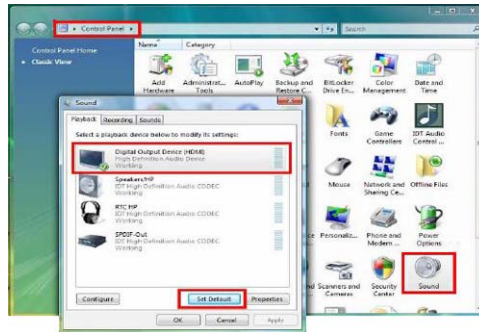 Control Panel
Search
Control Panel Home
Classic View
Name
Category
Add Hardware
Administrat... Tools
AutoPlay
Backup and Restore C...
BitLocker Drive En...
Color Management
Date and Time
Sound
Playback
Recording
Sounds
Select a playback device below to modify its settings:
Digital Output Device (HDMI)
High Definition Audio Device
Working
Speakers/HP
IDT High Definition Audio CODEC
Working
RTC HP
IDT High Definition Audio CODEC
Working
SPDIF-Out
IDT High Definition Audio CODEC
Working
Configure
Set Default
Properties
OK
Cancel
Apply
Fonts
Game Controllers
IDT Audio Control ...
Mouse
Network and Sharing Ce...
Offline Files
Personaliz...
Phone and Modem ...
Power Options
Scanners and Cameras
Security Center
Sound